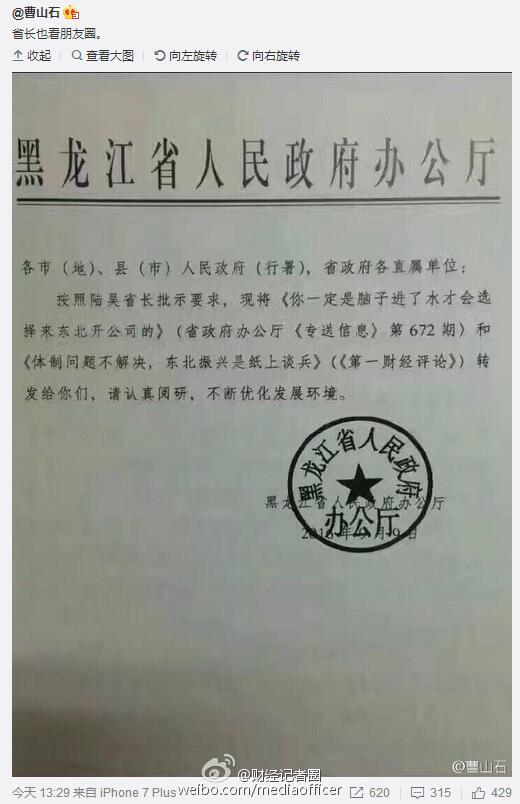 @曹山石
省长也看朋友圈。
收起 查看大图 向左旋转 向右旋转
黑龙江省人民政府办公厅
各市（地）、县（市）人民政府（行署），省政府各直属单位：
按照陆昊省长批示要求，现将《你一定是脑子进了水才会选
择来东北开公司的》（省政府办公厅《专送信息》第672期）和
《体制问题不解决，东北振兴是纸上谈兵》（《第一财经评论》）转
发给你们，请认真阅研，不断优化发展环境。
黑龙江省人民政府
办公厅
黑龙江省人民政府办公厅
2016年9月9日
@曹山石
@财经记者圈
weibo.com/mediaofficer
今天 13:29 来自 iPhone 7 Plus 620 315 429